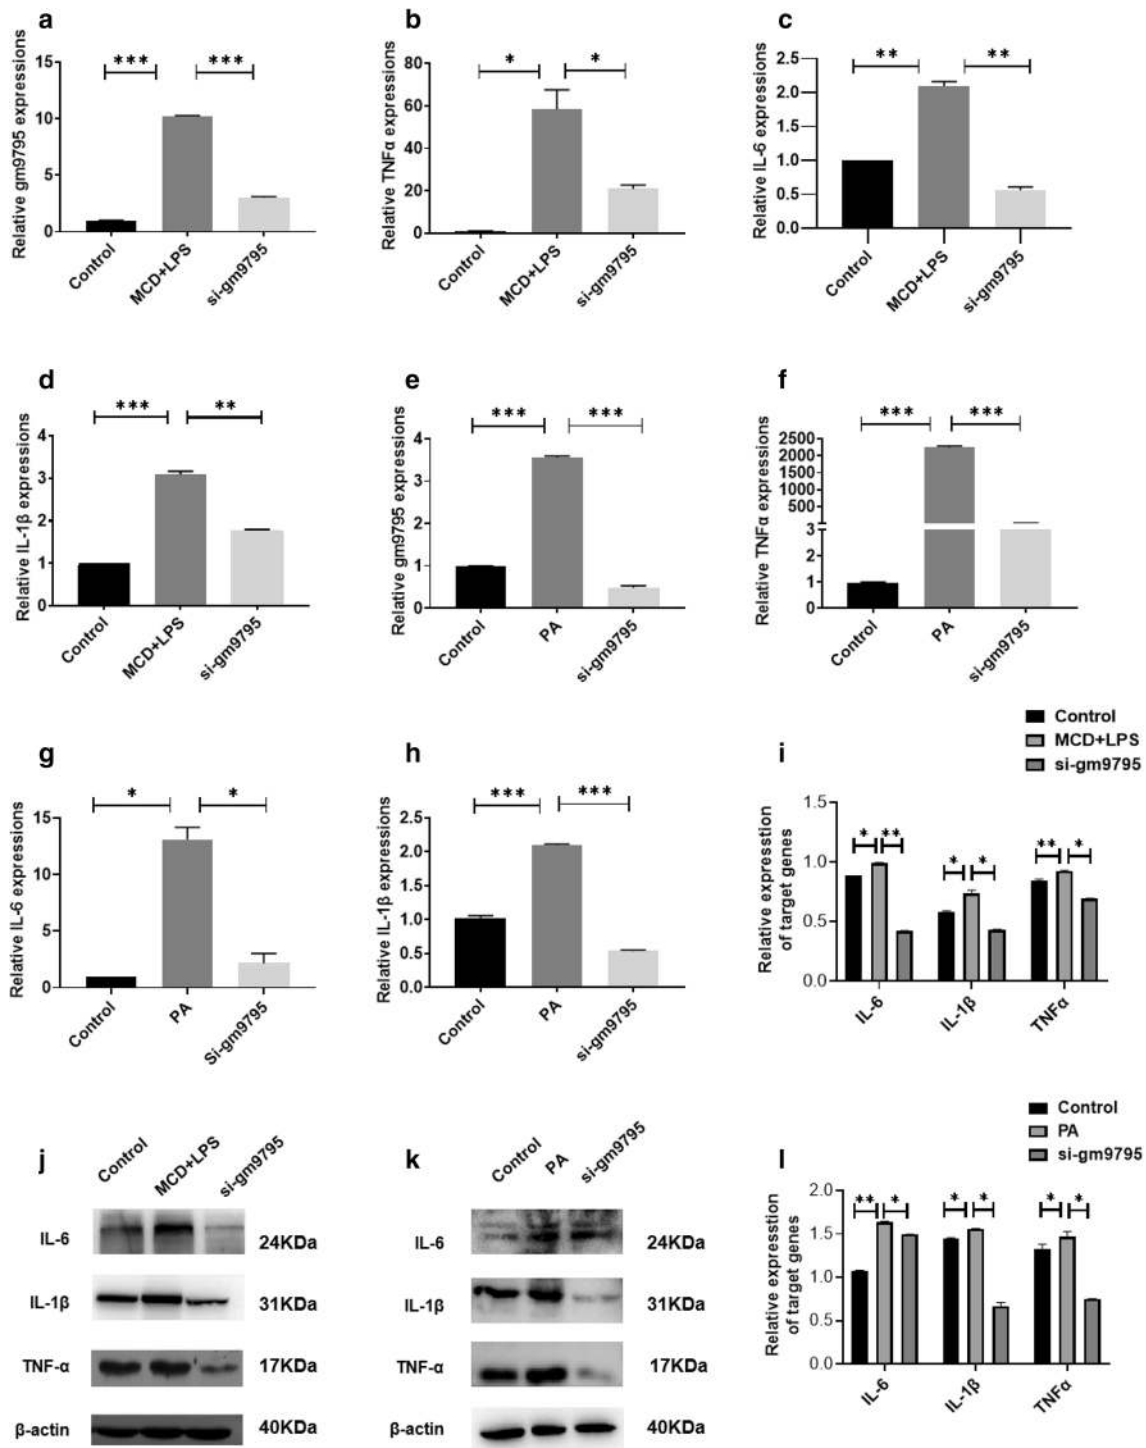 a
Relative gm9795 expressions
15
10
5
0
***
***
Control
MCD+LPS
si-gm9795
b
Relative TNFα expressions
80
60
40
20
0
*
*
Control
MCD+LPS
si-gm9795
c
Relative IL-6 expressions
2.5
2.0
1.5
1.0
0.5
0.0
**
**
Control
MCD+LPS
si-gm9795
d
Relative IL-1β expressions
4
3
2
1
0
***
**
Control
MCD+LPS
si-gm9795
e
Relative gm9795 expressions
4
3
2
1
0
***
***
Control
PA
si-gm9795
f
Relative TNFα expressions
2500
2000
1500
1000
500
3
2
1
0
***
***
Control
PA
si-gm9795
g
Relative IL-6 expressions
15
10
5
0
*
*
Control
PA
Si-gm9795
h
Relative IL-1β expressions
2.5
2.0
1.5
1.0
0.5
0.0
***
***
Control
PA
si-gm9795
i
Control
MCD+LPS
si-gm9795
Relative expresstion
of target genes
1.5
1.0
0.5
0.0
* **
* *
** *
IL-6
IL-1β
TNFα
j
Control
MCD+LPS
si-gm9795
IL-6 24KDa
IL-1β 31KDa
TNF-α 17KDa
β-actin 40KDa
k
Control
PA
si-gm9795
IL-6 24KDa
IL-1β 31KDa
TNF-α 17KDa
β-actin 40KDa
l
Control
PA
si-gm9795
Relative expresstion
of target genes
2.0
1.5
1.0
0.5
0.0
** *
* *
* *
IL-6
IL-1β
TNFα